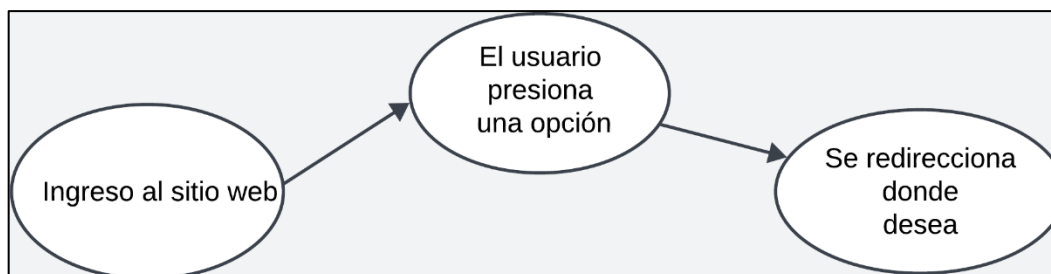 Ingreso al sitio web
El usuario
presiona
una opción
Se redirecciona
donde
desea